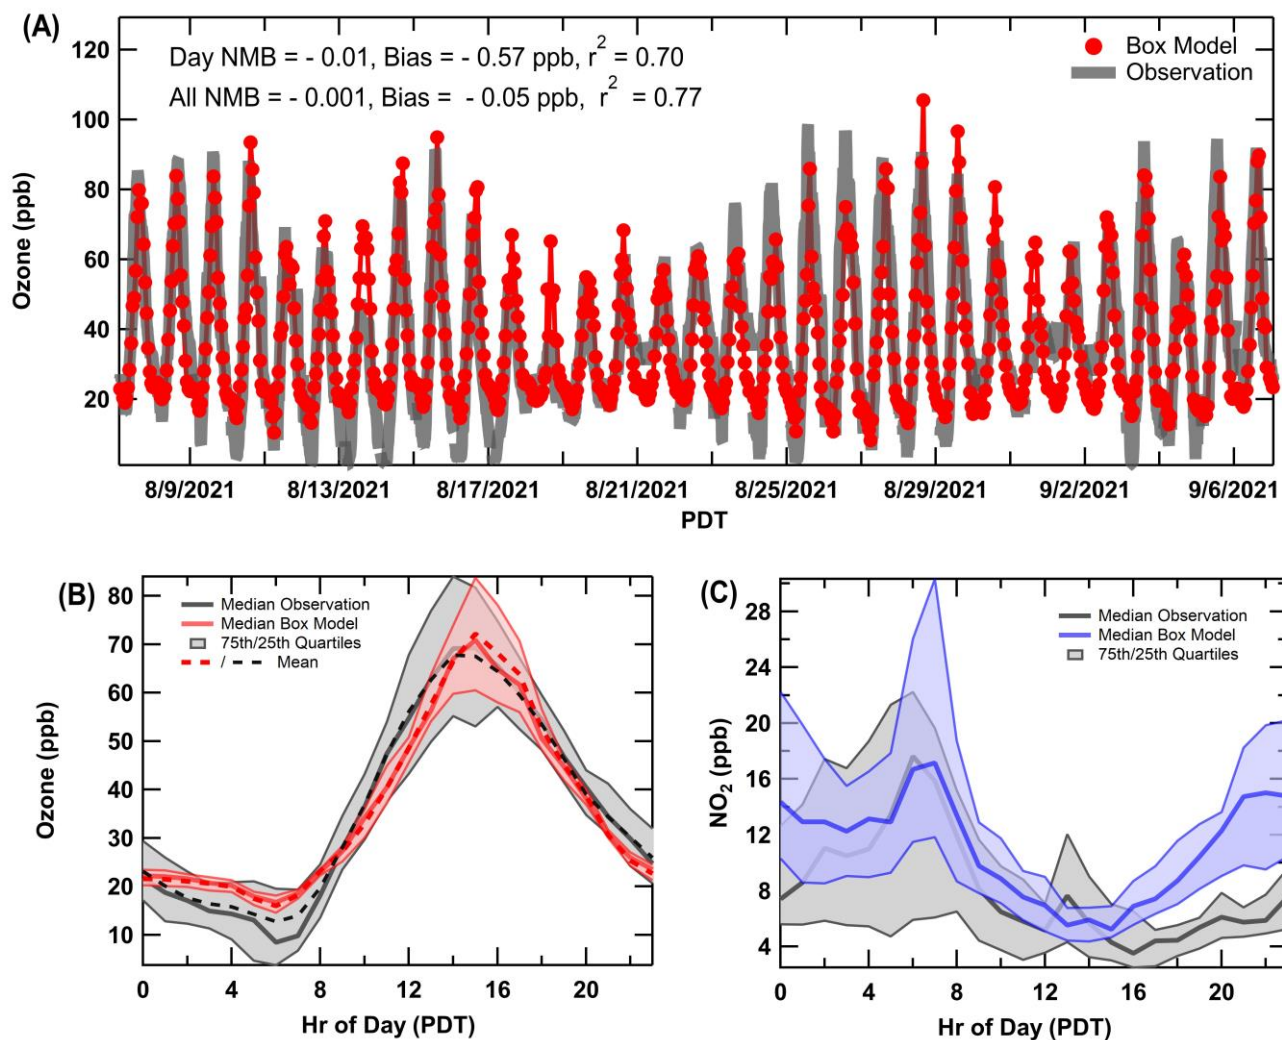 (A)
Day NMB = - 0.01, Bias = - 0.57 ppb, r² = 0.70
All NMB = - 0.001, Bias = - 0.05 ppb, r² = 0.77
Box Model
Observation
Ozone (ppb)
120
100
80
60
40
20
8/9/2021 8/13/2021 8/17/2021 8/21/2021 8/25/2021 8/29/2021 9/2/2021 9/6/2021
PDT
(B)
Median Observation
Median Box Model
75th/25th Quartiles
/ Mean
Ozone (ppb)
80
70
60
50
40
30
20
10
0 4 8 12 16 20
Hr of Day (PDT)
(C)
Median Observation
Median Box Model
75th/25th Quartiles
NO₂ (ppb)
28
24
20
16
12
8
4
0 4 8 12 16 20
Hr of Day (PDT)